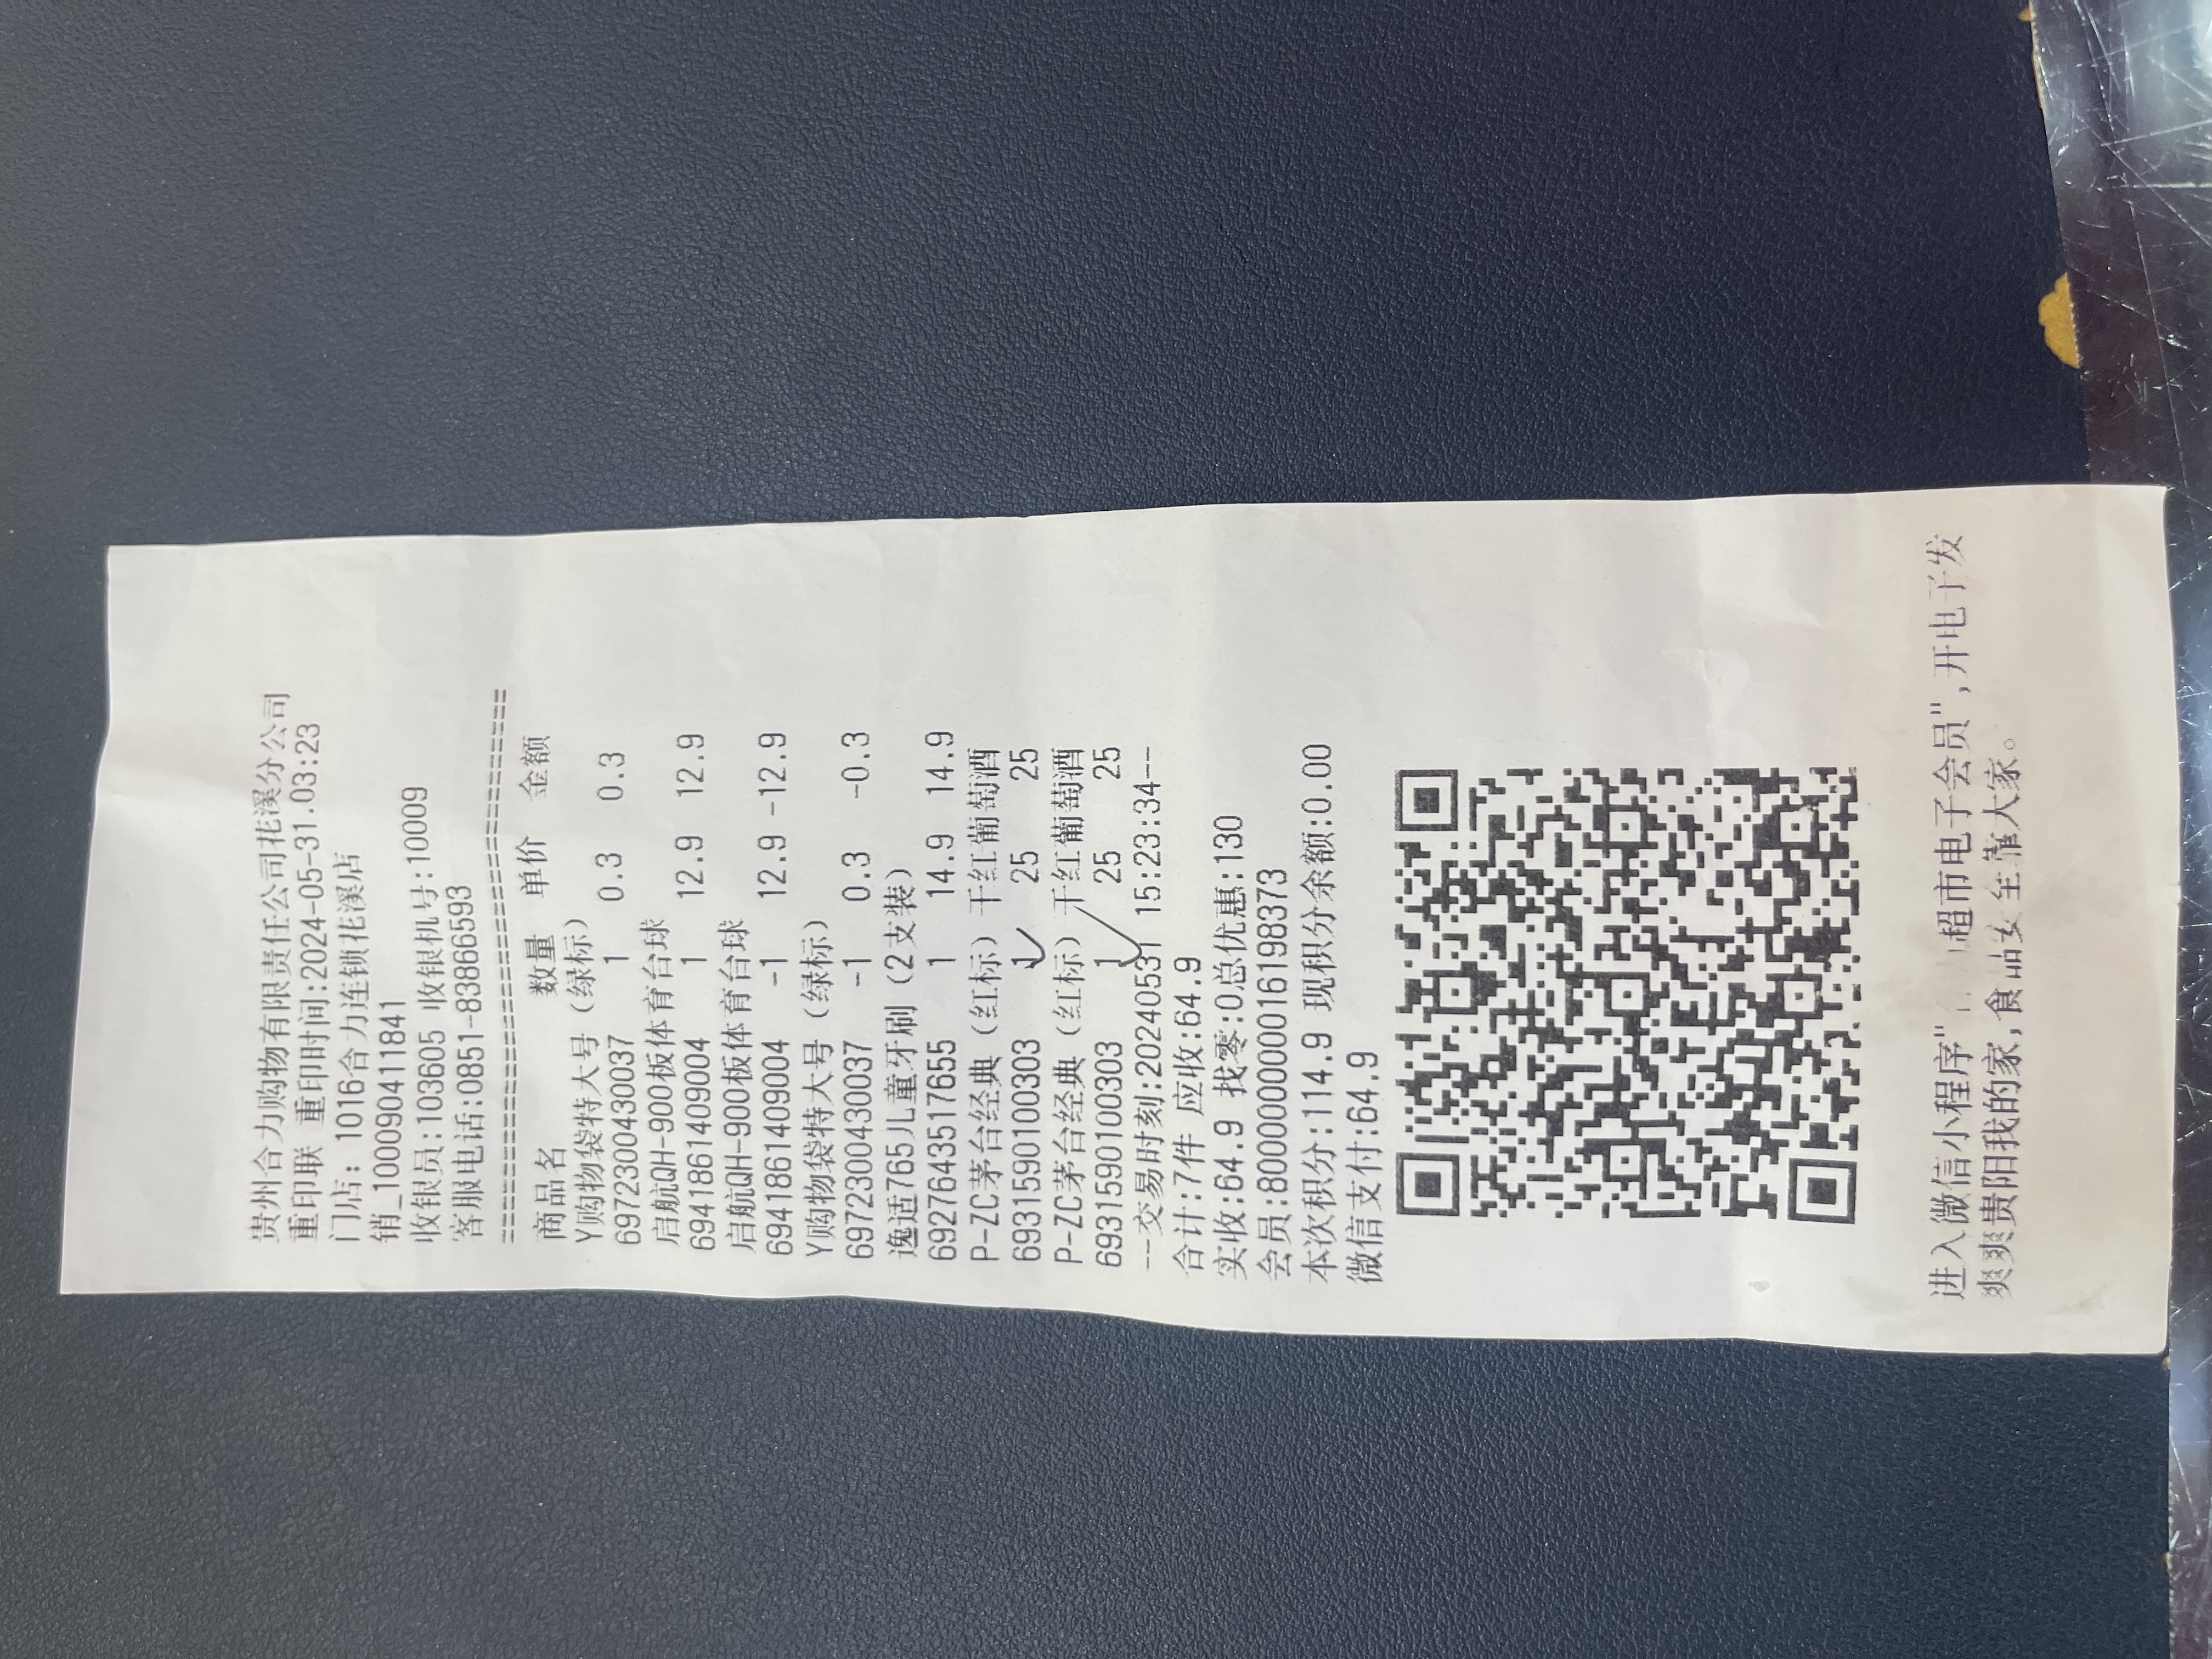 贵州合力购物有限责任公司花溪分公司
重印联 重印时间:2024-05-31.03:23
门店: 1016合力连锁花溪店
销_100090411841
收银员:103605 收银机号:10009
客服电话:0851-83866593
======================================
商品名 数量 单价 金额
Y购物袋特大号(绿标)
6972300430037 1 0.3 0.3
启航QH-900板体育台球
6941861409004 1 12.9 12.9
启航QH-900板体育台球
6941861409004 -1 12.9 -12.9
Y购物袋特大号(绿标)
6972300430037 -1 0.3 -0.3
逸适765儿童牙刷(2支装)
6927643517655 1 14.9 14.9
P-ZC茅台经典(红标)干红葡萄酒
6931590100303 1 25 25
P-ZC茅台经典(红标)干红葡萄酒
6931590100303 1 25 25
--交易时刻:20240531 15:23:34--
合计:7件 应收:64.9
实收:64.9 找零:0总优惠:130
会员:80000000016198373
本次积分:114.9 现积分余额:0.00
微信支付:64.9
进入微信小程序" 超市电子会员",开电子发
爽爽贵阳我的家,食品安全靠大家。